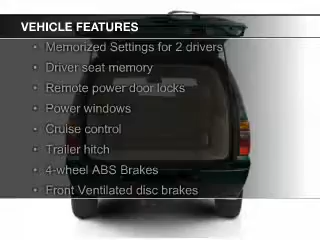 VEHICLE FEATURES
• Memorized Settings for 2 drivers
• Driver seat memory
• Remote power door locks
• Power windows
• Cruise control
• Trailer hitch
• 4-wheel ABS Brakes
• Front Ventilated disc brakes